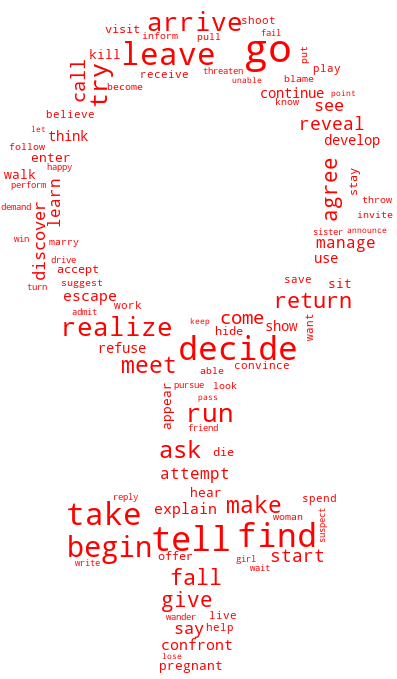 arrive shoot
visit
inform pull fail
leave go put
kill
try call
receive threaten unable blame play
become
continue point
know see
believe
reveal
let think develop
follow
enter happy
walk
perform
learn agree stay
throw
demand discover invite
win marry
sister announce
manage
drive use
accept
turn suggest save sit
escape return
admit work
realize keep come show want
hide
refuse decide
meet able convince
appear pursue look
pass
run
friend
ask die
attempt
reply hear spend
take explain make
woman suspect
begin tell find
write offer girl start
wait
fall
give
wander live
say help
confront
lose
pregnant